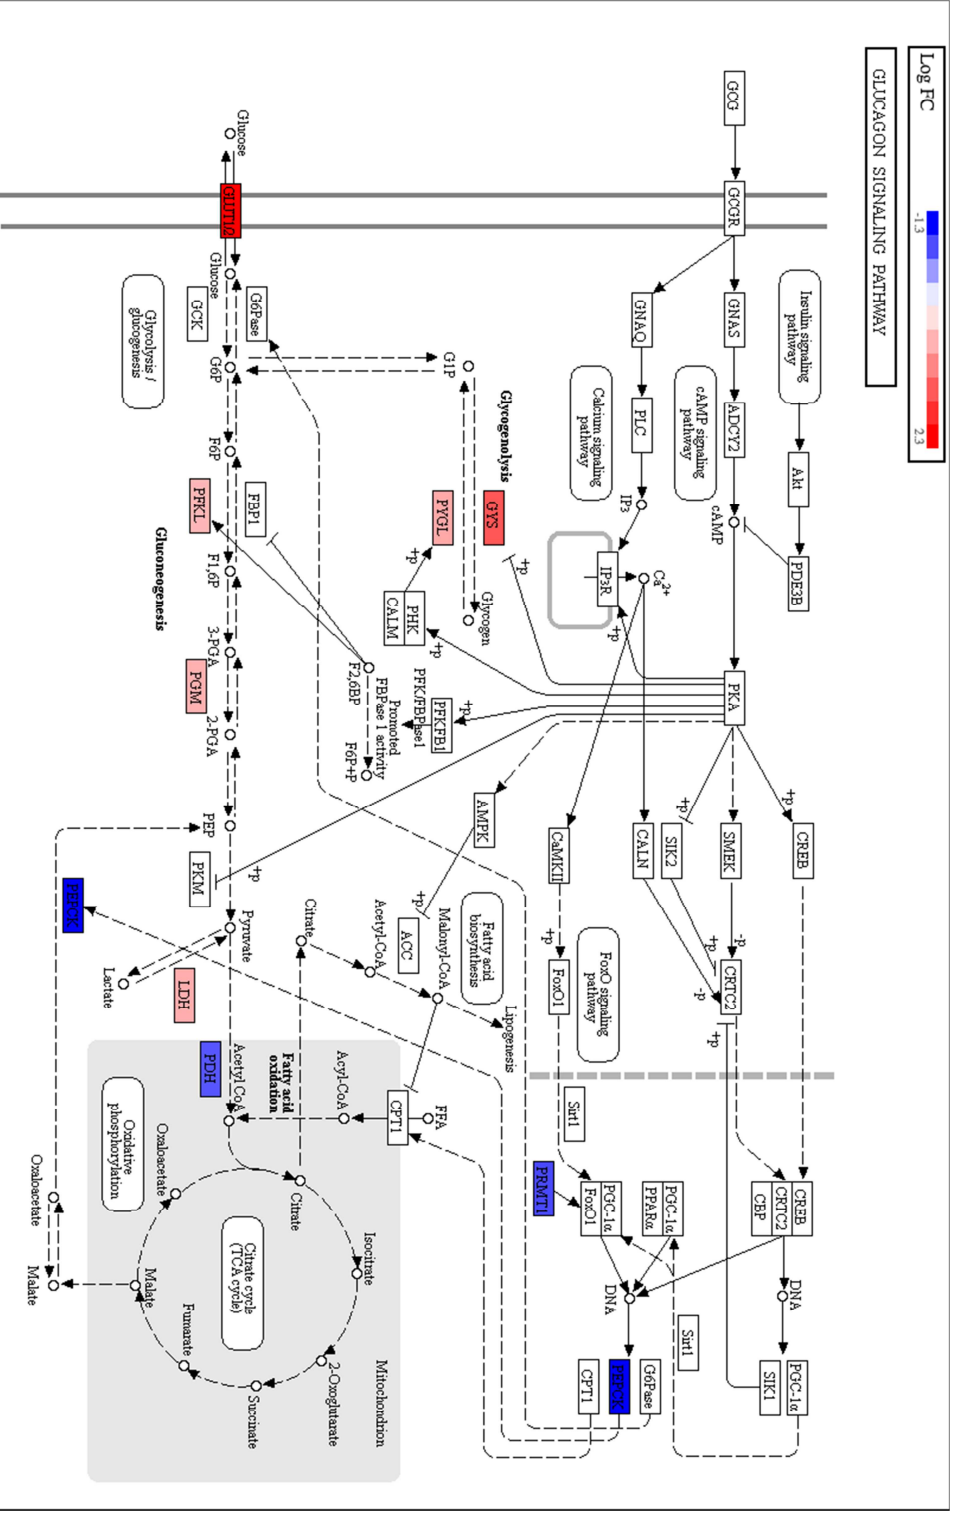 Log FC
-1.3
2.3
GLUCAGON SIGNALING PATHWAY
Insulin signaling
pathway
Akt
PDE3B
GCG
GCGR
GNAS
ADCY2
cAMP
PKA
cAMP signaling
pathway
GNAQ
PLC
IP3
IP3R
Ca2+
+p
Calcium signaling
pathway
CREB
+p
SMEK
SIK2
+p
CALN
CaMKII
CRTC2
-p
+p
-p
+p
+p
FoxO1
FoxO signaling
pathway
Sirt1
PRMT1
CREB
CRTC2
CBP
PGC-1α
PPARα
PGC-1α
FoxO1
DNA
DNA
Sirt1
PGC-1α
SIK1
G6Pase
PEPCK
CPT1
Glycogenolysis
GYS
+p
PYGL
+p
PHK
CALM
+p
G1P
Glycogen
PFKFB1
+p
PFK/FBPase1
Promoted
FBPase 1 activity
F2,6BP
F6P+P
AMPK
+p
ACC
Fatty acid
biosynthesis
Malonyl-CoA
Acetyl-CoA
Citrate
Lipogenesis
FFA
CPT1
Acyl-CoA
Fatty acid
oxidation
Glucose
GLUT1/2
Glucose
G6Pase
GCK
G6P
F6P
FBP1
PFKL
F1,6P
3-PGA
PGM
2-PGA
PEP
PKM
+p
Pyruvate
LDH
Lactate
PDH
Acetyl CoA
Glycolysis /
glucogenesis
Gluconeogenesis
PEPCK
Oxidative
phosphorylation
Oxaloacetate
Citrate
Isocitrate
2-Oxoglutarate
Succinate
Fumarate
Malate
Citrate cycle
(TCA cycle)
Mitochondrion
Oxaloacetate
Malate